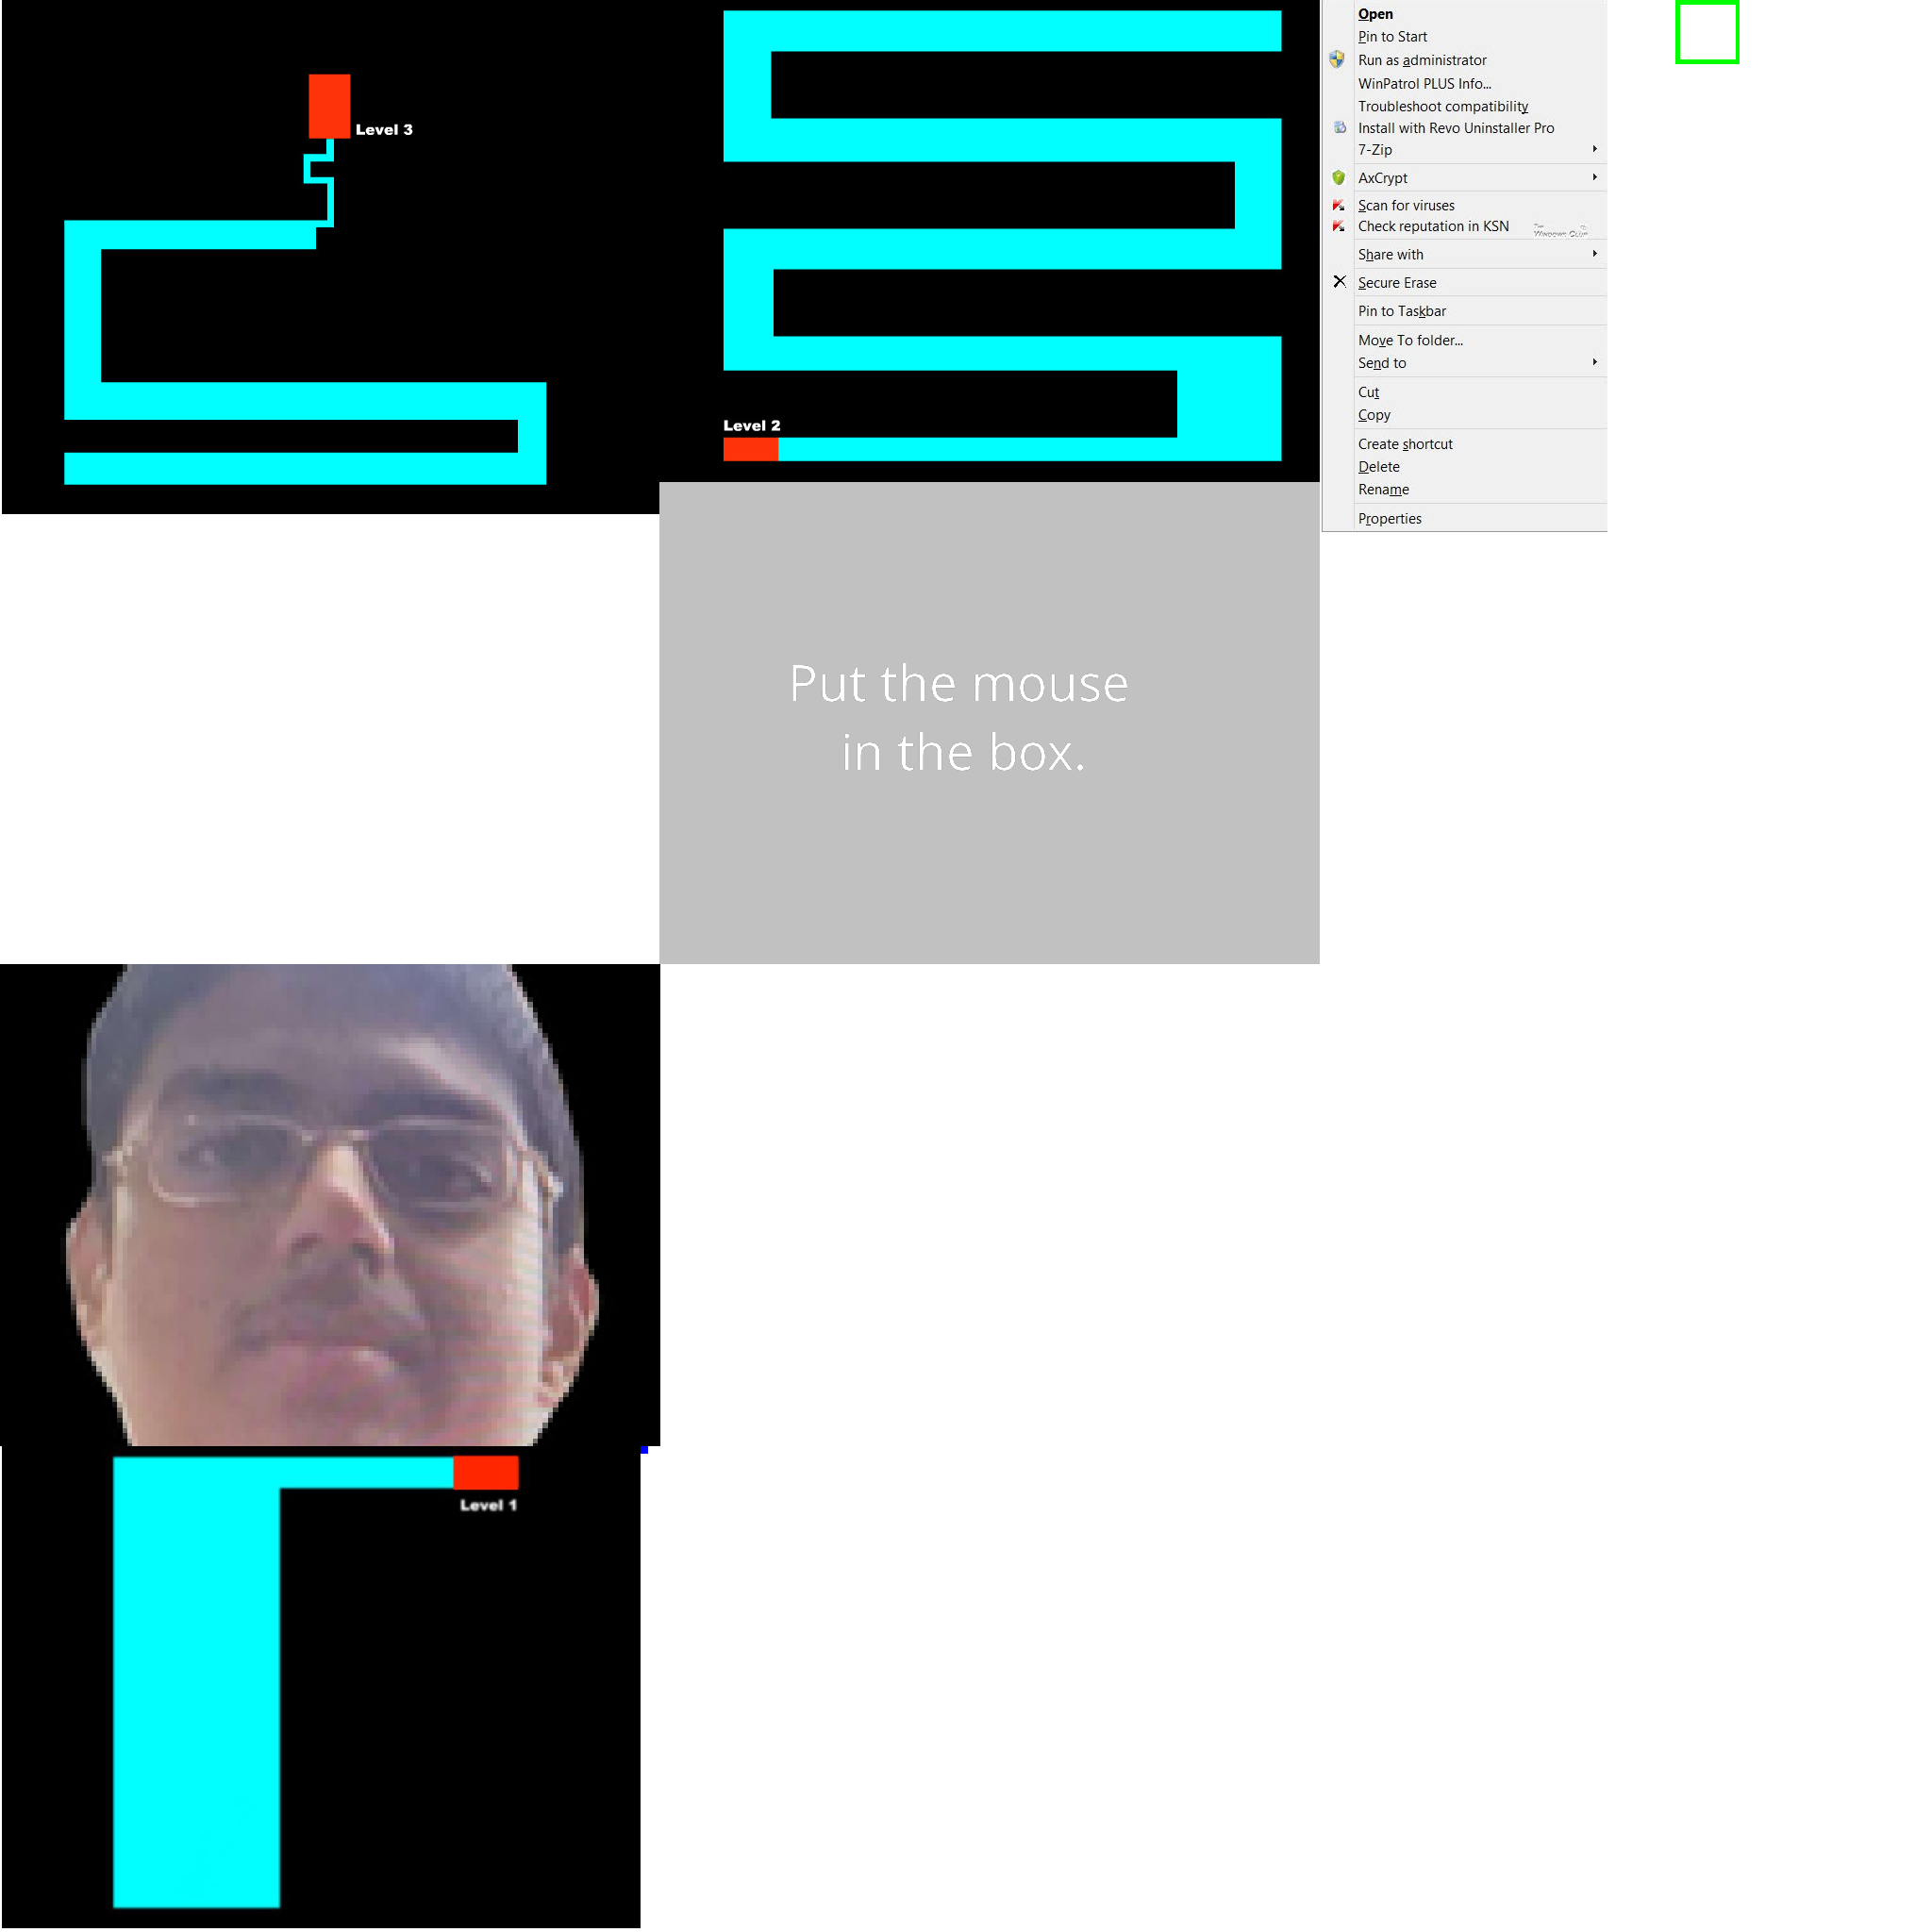 Level 3
Level 2
Open
Pin to Start
Run as administrator
WinPatrol PLUS Info...
Troubleshoot compatibility
Install with Revo Uninstaller Pro
7-Zip
AxCrypt
Scan for viruses
Check reputation in KSN
Share with
Secure Erase
Pin to Taskbar
Move To folder...
Send to
Cut
Copy
Create shortcut
Delete
Rename
Properties
Put the mouse
in the box.
Level 1